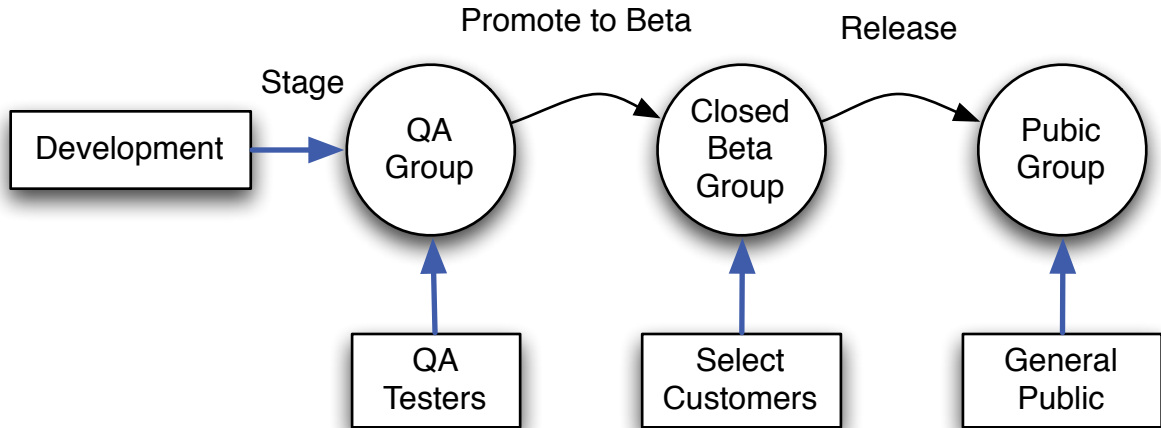 Promote to Beta
Release
Stage
Development
QA
Group
Closed
Beta
Group
Pubic
Group
QA
Testers
Select
Customers
General
Public